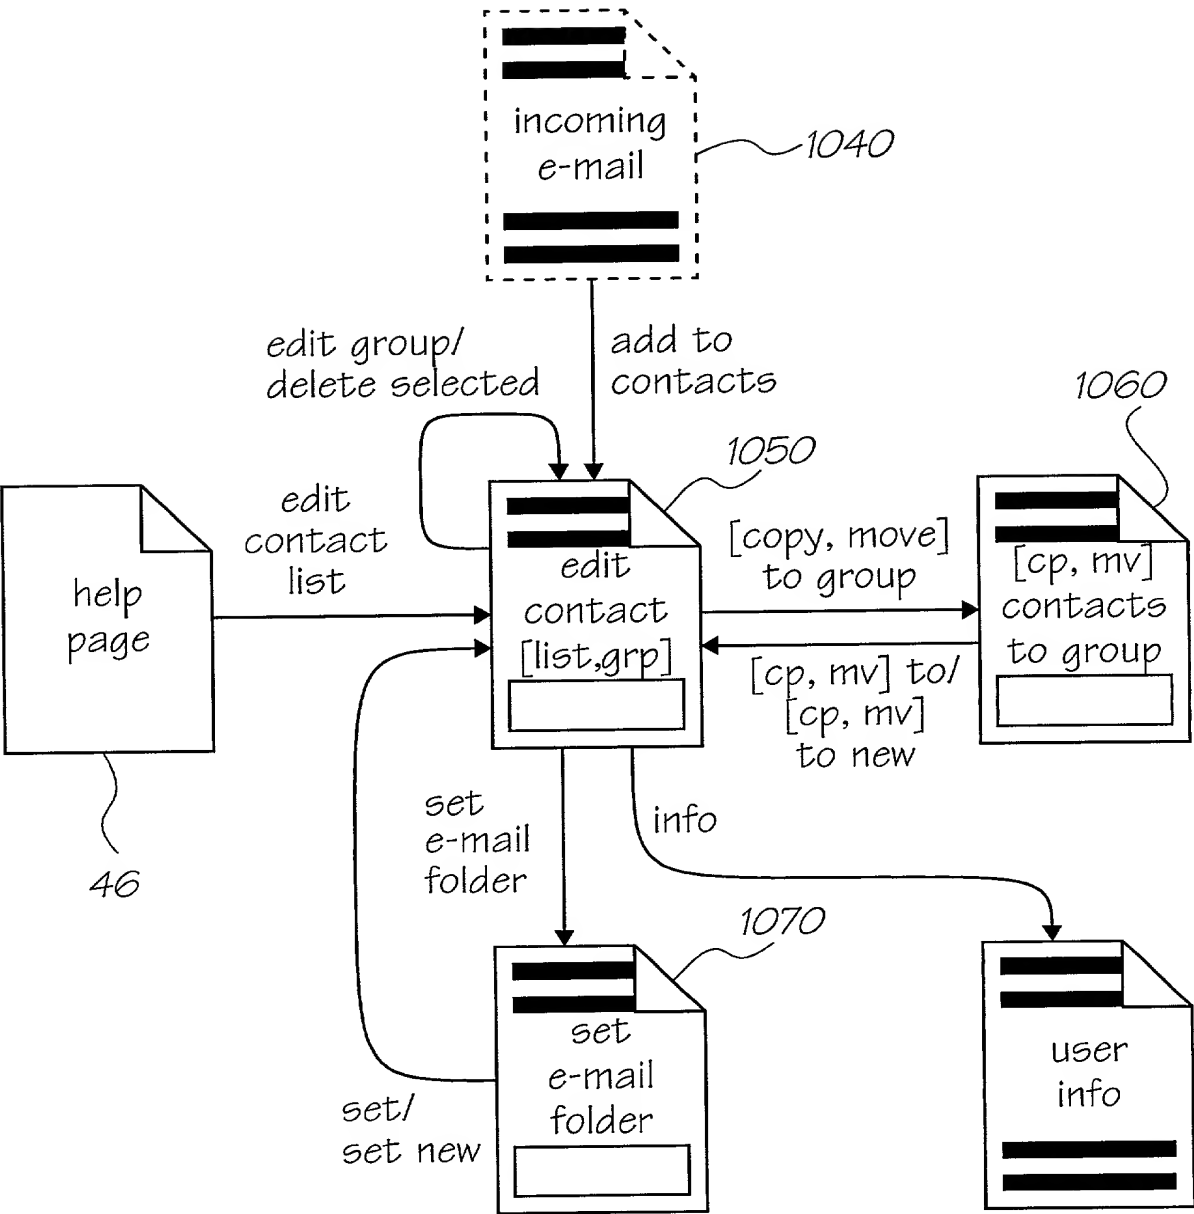 incoming
e-mail
1040
edit group/
delete selected
add to
contacts
1060
1050
edit
contact
list
[copy, move]
to group
help
page
edit
contact
[list,grp]
[cp, mv]
contacts
to group
[cp, mv] to/
[cp, mv]
to new
46
set
e-mail
folder
info
1070
set
e-mail
folder
user
info
set/
set new